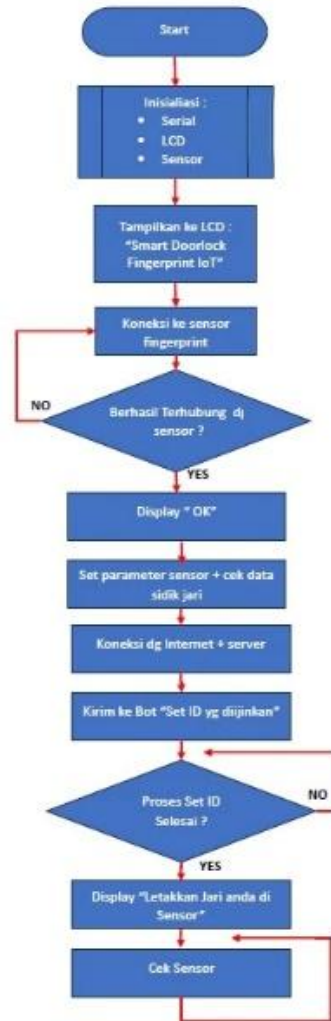 Start
Inisialiasi :
• Serial
• LCD
• Sensor
Tampilkan ke LCD :
“Smart Doorlock
Fingerprint IoT”
Koneksi ke sensor
fingerprint
NO
Berhasil Terhubung dg
sensor ?
YES
Display “ OK”
Set parameter sensor + cek data
sidik jari
Koneksi dg Internet + server
Kirim ke Bot “Set ID yg diijinkan”
Proses Set ID
Selesai ?
NO
YES
Display “Letakkan Jari anda di
Sensor”
Cek Sensor